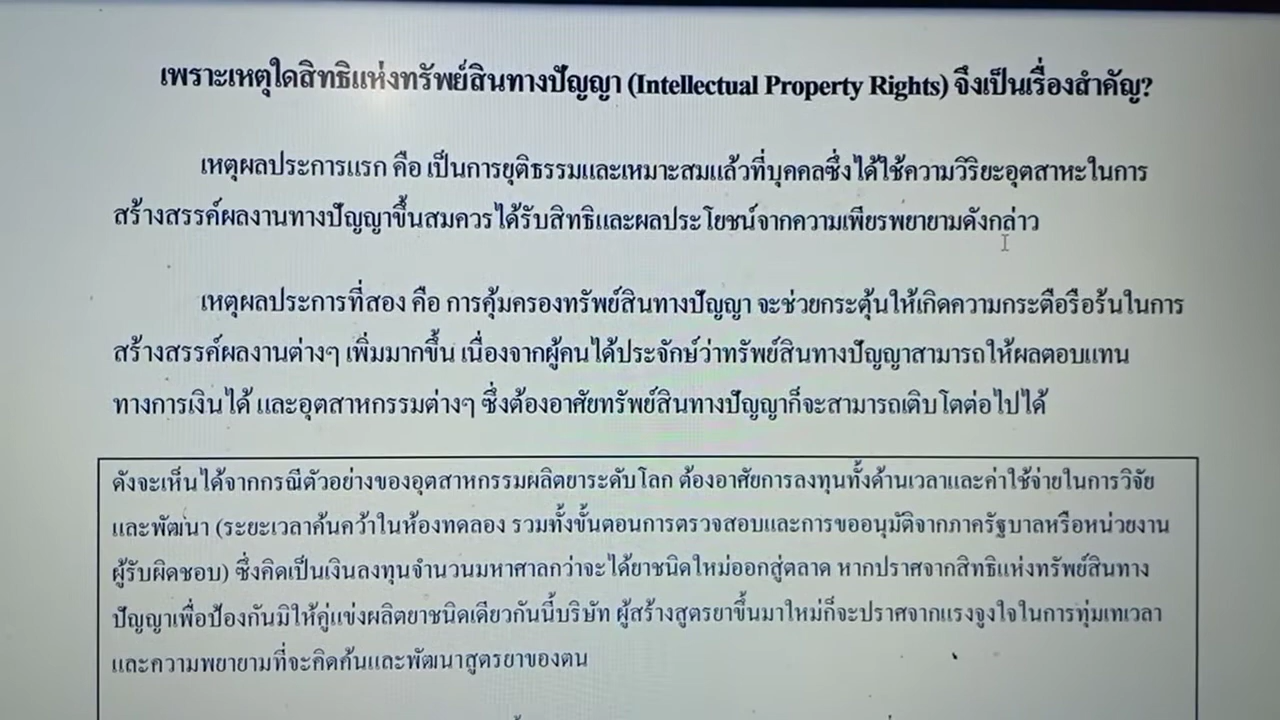 เพราะเหตุใดสิทธิแห่งทรัพย์สินทางปัญญา (Intellectual Property Rights) จึงเป็นเรื่องสำคัญ?
เหตุผลประการแรก คือ เป็นการยุติธรรมและเหมาะสมแล้วที่บุคคลซึ่งได้ใช้ความวิริยะอุตสาหะในการ
สร้างสรรค์ผลงานทางปัญญาขึ้นสมควรได้รับสิทธิและผลประโยชน์จากความเพียรพยายามดังกล่าว
เหตุผลประการที่สอง คือ การคุ้มครองทรัพย์สินทางปัญญา จะช่วยกระตุ้นให้เกิดความกระตือรือร้นในการ
สร้างสรรค์ผลงานต่างๆ เพิ่มมากขึ้น เนื่องจากผู้คนได้ประจักษ์ว่าทรัพย์สินทางปัญญาสามารถให้ผลตอบแทน
ทางการเงินได้ และอุตสาหกรรมต่างๆ ซึ่งต้องอาศัยทรัพย์สินทางปัญญาก็จะสามารถเติบโตต่อไปได้
ดังจะเห็นได้จากกรณีตัวอย่างของอุตสาหกรรมผลิตยาระดับโลก ต้องอาศัยการลงทุนทั้งด้านเวลาและค่าใช้จ่ายในการวิจัย
และพัฒนา (ระยะเวลาค้นคว้าในห้องทดลอง รวมทั้งขั้นตอนการตรวจสอบและการขออนุมัติจากภาครัฐบาลหรือหน่วยงาน
ผู้รับผิดชอบ) ซึ่งคิดเป็นเงินลงทุนจำนวนมหาศาลกว่าจะได้ยาชนิดใหม่ออกสู่ตลาด หากปราศจากสิทธิแห่งทรัพย์สินทาง
ปัญญาเพื่อป้องกันมิให้คู่แข่งผลิตยาชนิดเดียวกันนี้บริษัท ผู้สร้างสูตรยาขึ้นมาใหม่ก็จะปราศจากแรงจูงใจในการทุ่มเทเวลา
และความพยายามที่จะคิดค้นและพัฒนาสูตรยาของตน